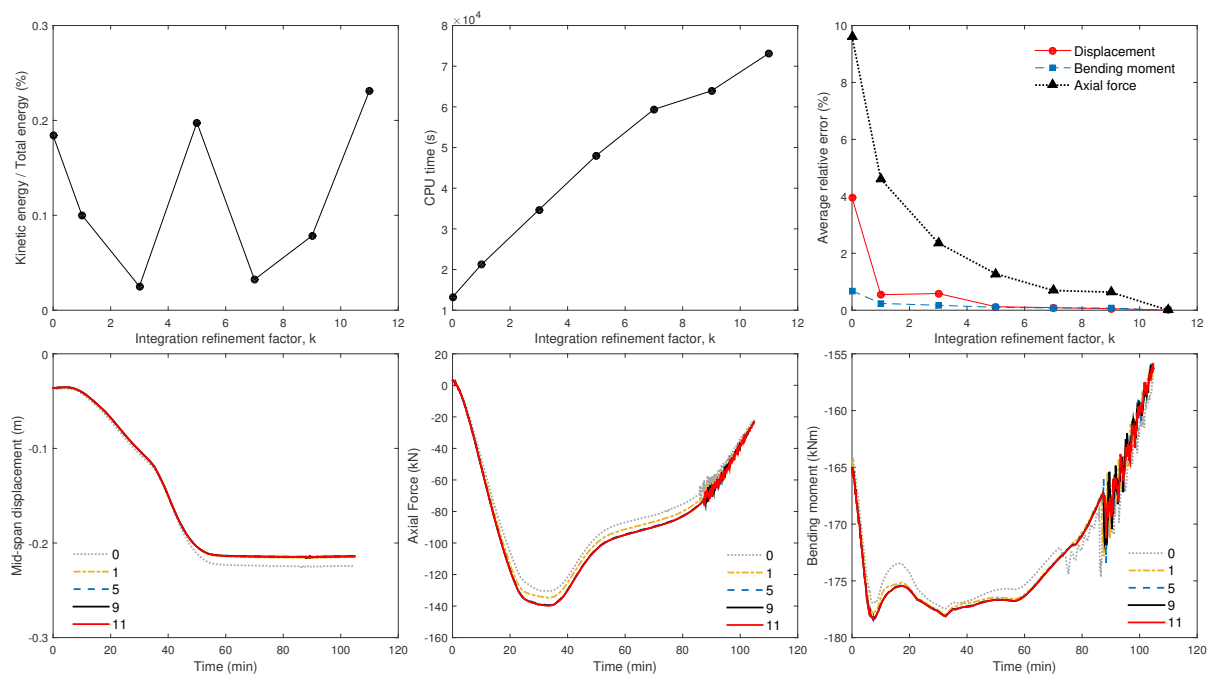 Kinetic energy / Total energy (%)
0.3
0.2
0.1
0
0 2 4 6 8 10 12
Integration refinement factor, k
CPU time (s)
×10⁴
8
7
6
5
4
3
2
1
0 2 4 6 8 10 12
Integration refinement factor, k
Average relative error (%)
10
8
6
4
2
0
Displacement
Bending moment
Axial force
0 2 4 6 8 10 12
Integration refinement factor, k
Mid-span displacement (m)
0
-0.1
-0.2
-0.3
0
1
5
9
11
0 20 40 60 80 100 120
Time (min)
Axial Force (kN)
20
0
-20
-40
-60
-80
-100
-120
-140
-160
0
1
5
9
11
0 20 40 60 80 100 120
Time (min)
Bending moment (kNm)
-155
-160
-165
-170
-175
-180
0
1
5
9
11
0 20 40 60 80 100 120
Time (min)